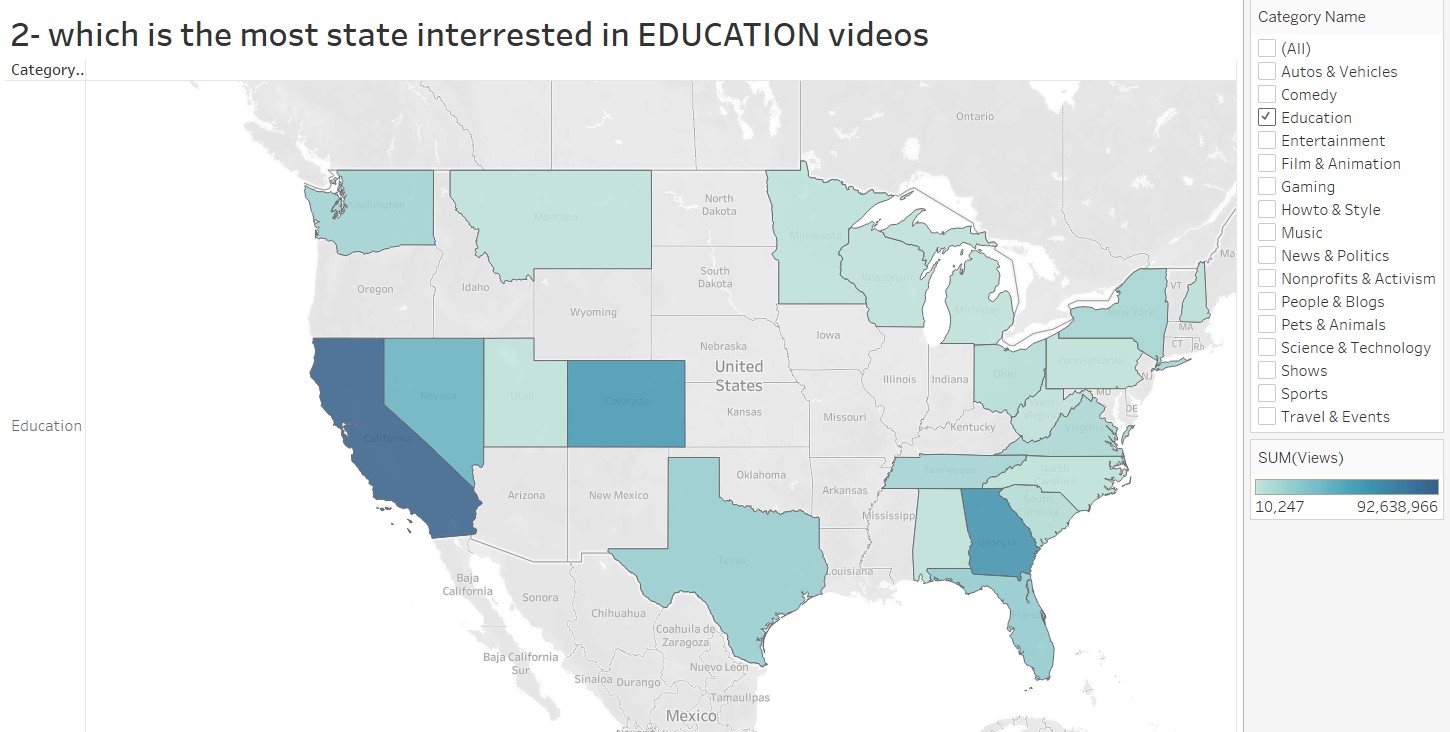 2- which is the most state interrested in EDUCATION videos
Category..
Education
Ontario
Washington
Montana
North
Dakota
Minnesota
Ma
Oregon
Idaho
South
Dakota
Wisconsin
Michigan
VT
Wyoming
New York
MA
Iowa
CT
Rh
Nebraska
United
States
Illinois
Indiana
Ohio
Pennsylvania
NJ
Nevada
Utah
Colorado
Kansas
Missouri
West
Virginia
MD
DE
California
Kentucky
Virginia
Oklahoma
Tennessee
North
Carolina
Arizona
New Mexico
Arkansas
South
Carolina
Mississippi
Georgia
Texas
Louisiana
Baja
California
Sonora
Chihuahua
Florida
Coahuila de
Zaragoza
Baja California
Sur
Nuevo León
Sinaloa
Durango
Tamaulipas
Mexico
Category Name
(All)
Autos & Vehicles
Comedy
Education
Entertainment
Film & Animation
Gaming
Howto & Style
Music
News & Politics
Nonprofits & Activism
People & Blogs
Pets & Animals
Science & Technology
Shows
Sports
Travel & Events
SUM(Views)
10,247 92,638,966